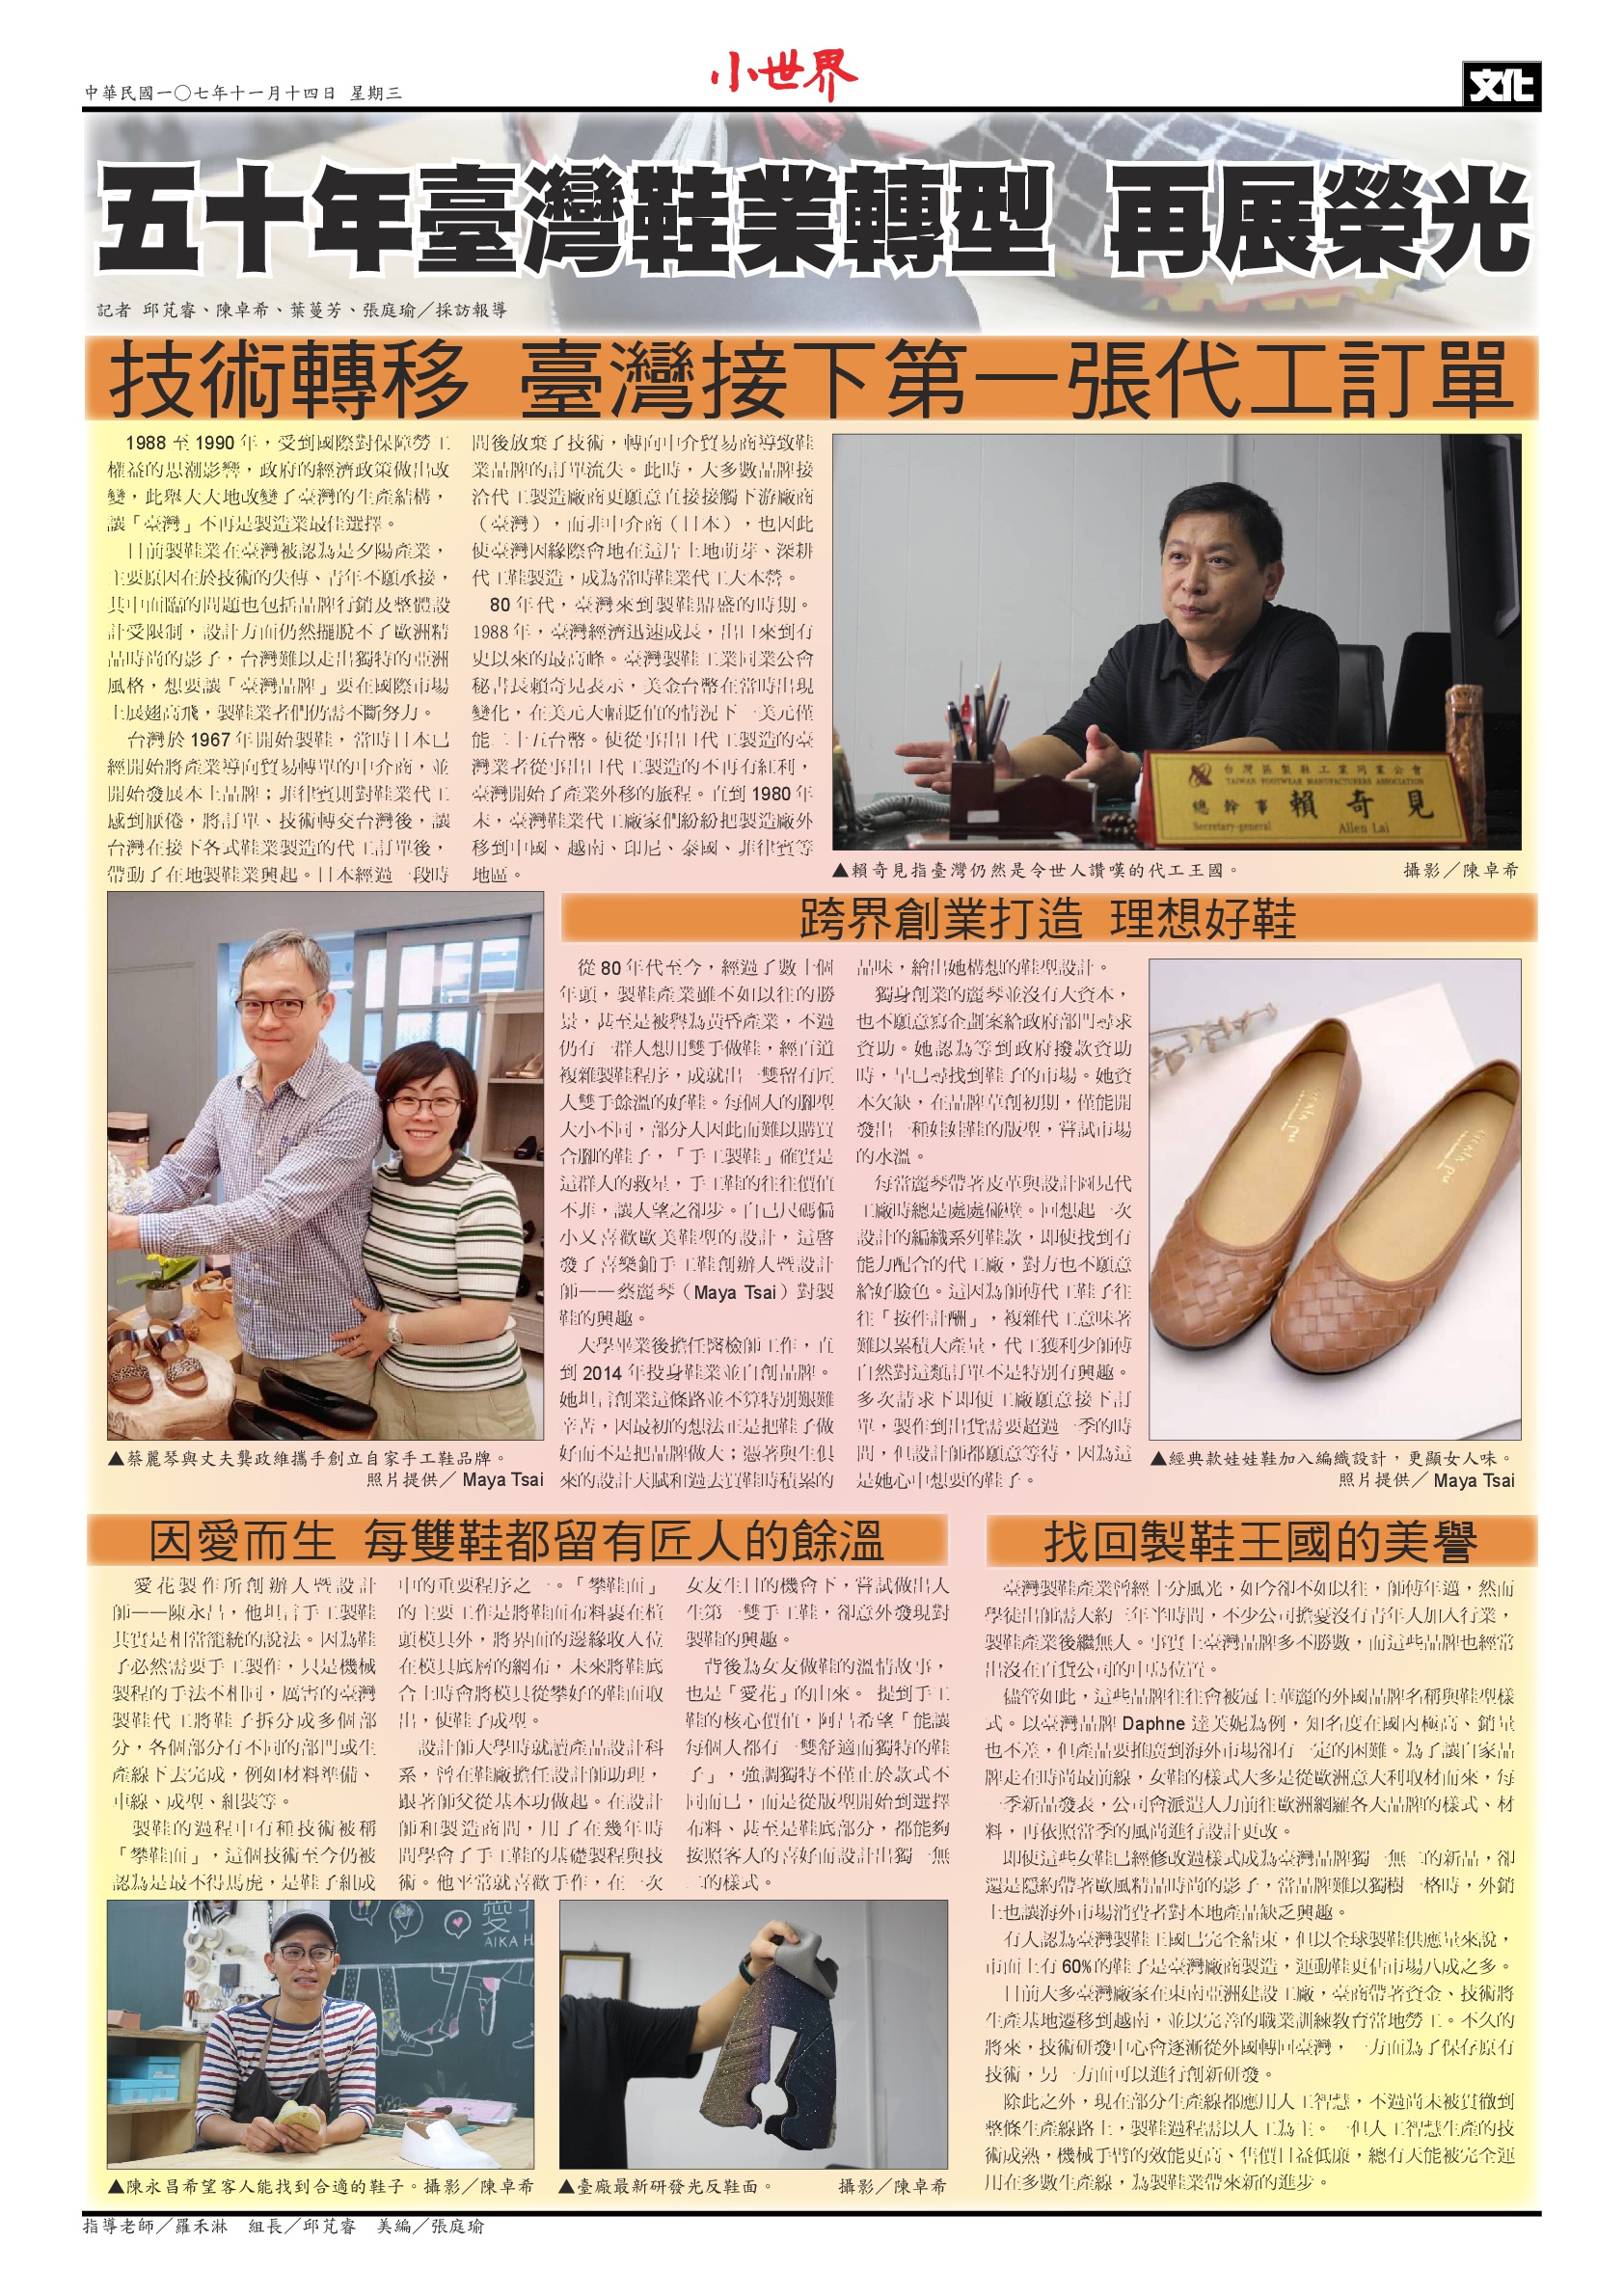 中華民國一〇七年十一月十四日 星期三
小世界
文化
五十年臺灣鞋業轉型 再展榮光
記者 邱芃睿、陳卓希、葉蔓芳、張庭瑜／採訪報導
技術轉移 臺灣接下第一張代工訂單
1988 至 1990 年，受到國際對保障勞工
權益的思潮影響，政府的經濟政策做出改
變，此舉大大地改變了臺灣的生產結構，
讓「臺灣」不再是製造業最佳選擇。
目前製鞋業在臺灣被認為是夕陽產業，
主要原因在於技術的失傳、青年不願承接，
其中面臨的問題也包括品牌行銷及整體設
計受限制，設計方面仍然擺脫不了歐洲精
品時尚的影子，台灣難以走出獨特的亞洲
風格，想要讓「臺灣品牌」要在國際市場
上展翅高飛，製鞋業者們仍需不斷努力。
台灣於 1967 年開始製鞋，當時日本已
經開始將產業導向貿易轉單的中介商，並
開始發展本土品牌；菲律賓則對鞋業代工
感到厭倦，將訂單、技術轉交台灣後，讓
台灣在接下各式鞋業製造的代工訂單後，
帶動了在地製鞋業興起。日本經過一段時
間後放棄了技術，轉向中介貿易商導致鞋
業品牌的訂單流失。此時，大多數品牌接
洽代工製造廠商更願意直接接觸下游廠商
（臺灣），而非中介商（日本），也因此
使臺灣因緣際會地在這片土地萌芽、深耕
代工鞋製造，成為當時鞋業代工大本營。
80 年代，臺灣來到製鞋鼎盛的時期。
1988 年，臺灣經濟迅速成長，出口來到有
史以來的最高峰。臺灣製鞋工業同業公會
秘書長賴奇見表示，美金台幣在當時出現
變化，在美元大幅貶值的情況下一美元僅
能二十五台幣。使從事出口代工製造的臺
灣業者從事出口代工製造的不再有紅利，
臺灣開始了產業外移的旅程。直到 1980 年
末，臺灣鞋業代工廠家們紛紛把製造廠外
移到中國、越南、印尼、泰國、菲律賓等
地區。
台灣區製鞋工業同業公會
TAIWAN FOOTWEAR MANUFACTURERS ASSOCIATION
總幹事 賴奇見
Secretary-general Allen Lai
▲賴奇見指臺灣仍然是令世人讚嘆的代工王國。 攝影／陳卓希
跨界創業打造 理想好鞋
從 80 年代至今，經過了數十個
年頭，製鞋產業雖不如以往的勝
景，甚至是被譽為黃昏產業，不過
仍有一群人想用雙手做鞋，經百道
複雜製鞋程序，成就出一雙留有匠
人雙手餘溫的好鞋。每個人的腳型
大小不同，部分人因此而難以購買
合腳的鞋子，「手工製鞋」確實是
這群人的救星，手工鞋的往往價值
不菲，讓人望之卻步。自己尺碼偏
小又喜歡歐美鞋型的設計，這啓
發了喜樂鋪手工鞋創辦人暨設計
師——蔡麗琴（Maya Tsai）對製
鞋的興趣。
大學畢業後擔任醫檢師工作，直
到 2014 年投身鞋業並自創品牌。
她坦言創業這條路並不算特別艱難
辛苦，因最初的想法正是把鞋子做
好而不是把品牌做大；憑著與生俱
來的設計天賦和過去買鞋時積累的
品味，繪出她構想的鞋型設計。
獨身創業的麗琴並沒有大資本，
也不願意寫企劃案給政府部門尋求
資助。她認為等到政府撥款資助
時，早已尋找到鞋子的市場。她資
本欠缺，在品牌草創初期，僅能開
發出一種娃娃鞋的版型，嘗試市場
的水溫。
每當麗琴帶著皮革與設計圖見代
工廠時總是處處碰壁。回想起一次
設計的編織系列鞋款，即使找到有
能力配合的代工廠，對方也不願意
給好臉色。這因為師傅代工鞋子往
往「按件計酬」，複雜代工意味著
難以累積大產量，代工獲利少師傅
自然對這類訂單不是特別有興趣。
多次請求下即使工廠願意接下訂
單，製作到出貨需要超過一季的時
間，但設計師都願意等待，因為這
是她心中想要的鞋子。
▲蔡麗琴與丈夫龔政維攜手創立自家手工鞋品牌。
照片提供／ Maya Tsai
▲經典款娃娃鞋加入編織設計，更顯女人味。
照片提供／ Maya Tsai
因愛而生 每雙鞋都留有匠人的餘溫
愛花製作所創辦人暨設計
師——陳永昌，他坦言手工製鞋
其實是相當籠統的說法。因為鞋
子必然需要手工製作，只是機械
製程的手法不相同，厲害的臺灣
製鞋代工將鞋子拆分成多個部
分，各個部分有不同的部門或生
產線下去完成，例如材料準備、
車線、成型、組裝等。
製鞋的過程中有種技術被稱
「攀鞋面」，這個技術至今仍被
認為是最不得馬虎，是鞋子組成
中的重要程序之一。「攀鞋面」
的主要工作是將鞋面布料裹在楦
頭模具外，將界面的邊緣收入位
在模具底層的網布，未來將鞋底
合上時會將模具從攀好的鞋面取
出，使鞋子成型。
設計師大學時就讀產品設計科
系，曾在鞋廠擔任設計師助理，
跟著師父從基本功做起。在設計
師和製造商間，用了在幾年時
間學會了手工鞋的基礎製程與技
術。他平常就喜歡手作，在一次
女友生日的機會下，嘗試做出人
生第一雙手工鞋，卻意外發現對
製鞋的興趣。
背後為女友做鞋的溫情故事，
也是「愛花」的由來。 提到手工
鞋的核心價值，阿昌希望「能讓
每個人都有一雙舒適而獨特的鞋
子」，強調獨特不僅止於款式不
同而已，而是從版型開始到選擇
布料、甚至是鞋底部分，都能夠
按照客人的喜好而設計出獨一無
二的樣式。
AIKA H
▲陳永昌希望客人能找到合適的鞋子。攝影／陳卓希
▲臺廠最新研發光反鞋面。 攝影／陳卓希
找回製鞋王國的美譽
臺灣製鞋產業曾經十分風光，如今卻不如以往，師傅年邁，然而
學徒出師需大約三年半時間，不少公司擔憂沒有青年人加入行業，
製鞋產業後繼無人。事實上臺灣品牌多不勝數，而這些品牌也經常
出沒在百貨公司的中島位置。
儘管如此，這些品牌往往會被冠上華麗的外國品牌名稱與鞋型樣
式。以臺灣品牌 Daphne 達芙妮為例，知名度在國內極高、銷量
也不差，但產品要推廣到海外市場卻有一定的困難。為了讓自家品
牌走在時尚最前線，女鞋的樣式大多是從歐洲意大利取材而來，每
一季新品發表，公司會派遣人力前往歐洲網羅各大品牌的樣式、材
料，再依照當季的風尚進行設計更改。
即使這些女鞋已經修改過樣式成為臺灣品牌獨一無二的新品，卻
還是隱約帶著歐風精品時尚的影子，當品牌難以獨樹一格時，外銷
上也讓海外市場消費者對本地產品缺乏興趣。
有人認為臺灣製鞋王國已完全結束，但以全球製鞋供應量來說，
市面上有 60% 的鞋子是臺灣廠商製造，運動鞋更佔市場八成之多。
目前大多臺灣廠家在東南亞洲建設工廠，臺商帶著資金、技術將
生產基地遷移到越南，並以完善的職業訓練教育當地勞工。不久的
將來，技術研發中心會逐漸從外國轉回臺灣，一方面為了保存原有
技術，另一方面可以進行創新研發。
除此之外，現在部分生產線都應用人工智慧，不過尚未被貫徹到
整條生產線路上，製鞋過程需以人工為主。一但人工智慧生產的技
術成熟，機械手臂的效能更高、售價日益低廉，總有天能被完全運
用在多數生產線，為製鞋業帶來新的進步。
指導老師／羅禾淋 組長／邱芃睿 美編／張庭瑜